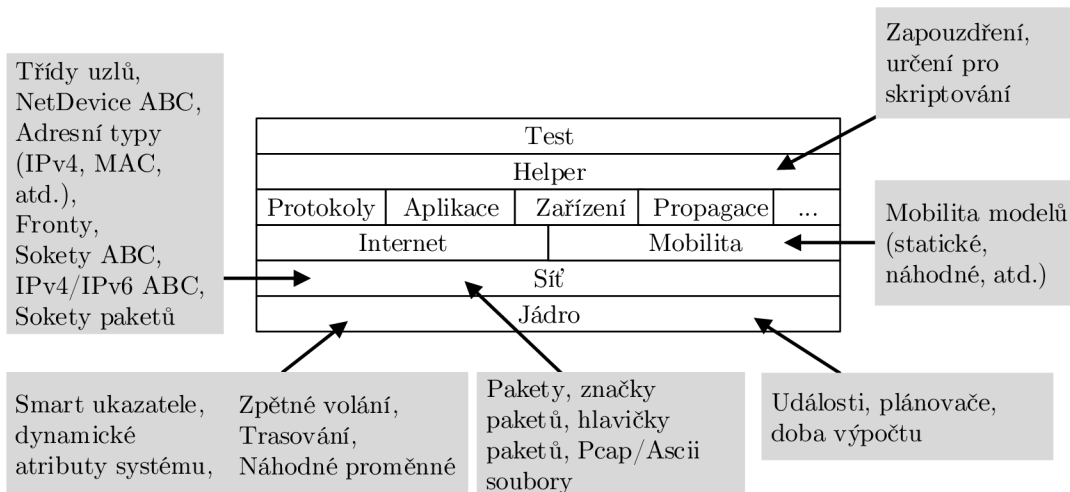 Zapouzdření,
určení pro
skriptování
Třídy uzlů,
NetDevice ABC,
Adresní typy
(IPv4, MAC,
atd.),
Fronty,
Sokety ABC,
IPv4/IPv6 ABC,
Sokety paketů
Test
Helper
Protokoly Aplikace Zařízení Propagace ...
Internet Mobilita
Síť
Jádro
Mobilita modelů
(statické,
náhodné, atd.)
Smart ukazatele,
dynamické
atributy systému,
Zpětné volání,
Trasování,
Náhodné proměnné
Pakety, značky
paketů, hlavičky
paketů, Pcap/Ascii
soubory
Události, plánovače,
doba výpočtu